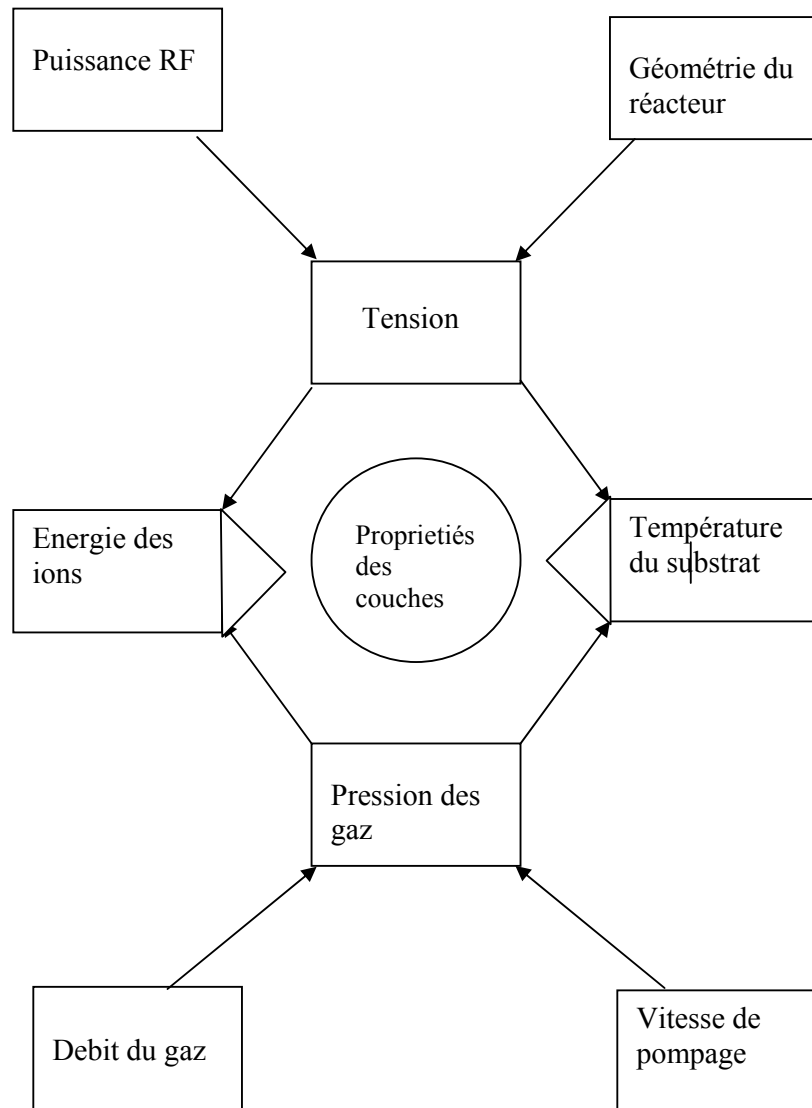 Puissance RF
Géométrie du
réacteur
Tension
Energie des
ions
Proprietiés
des
couches
Température
du substrat
Pression des
gaz
Debit du gaz
Vitesse de
pompage